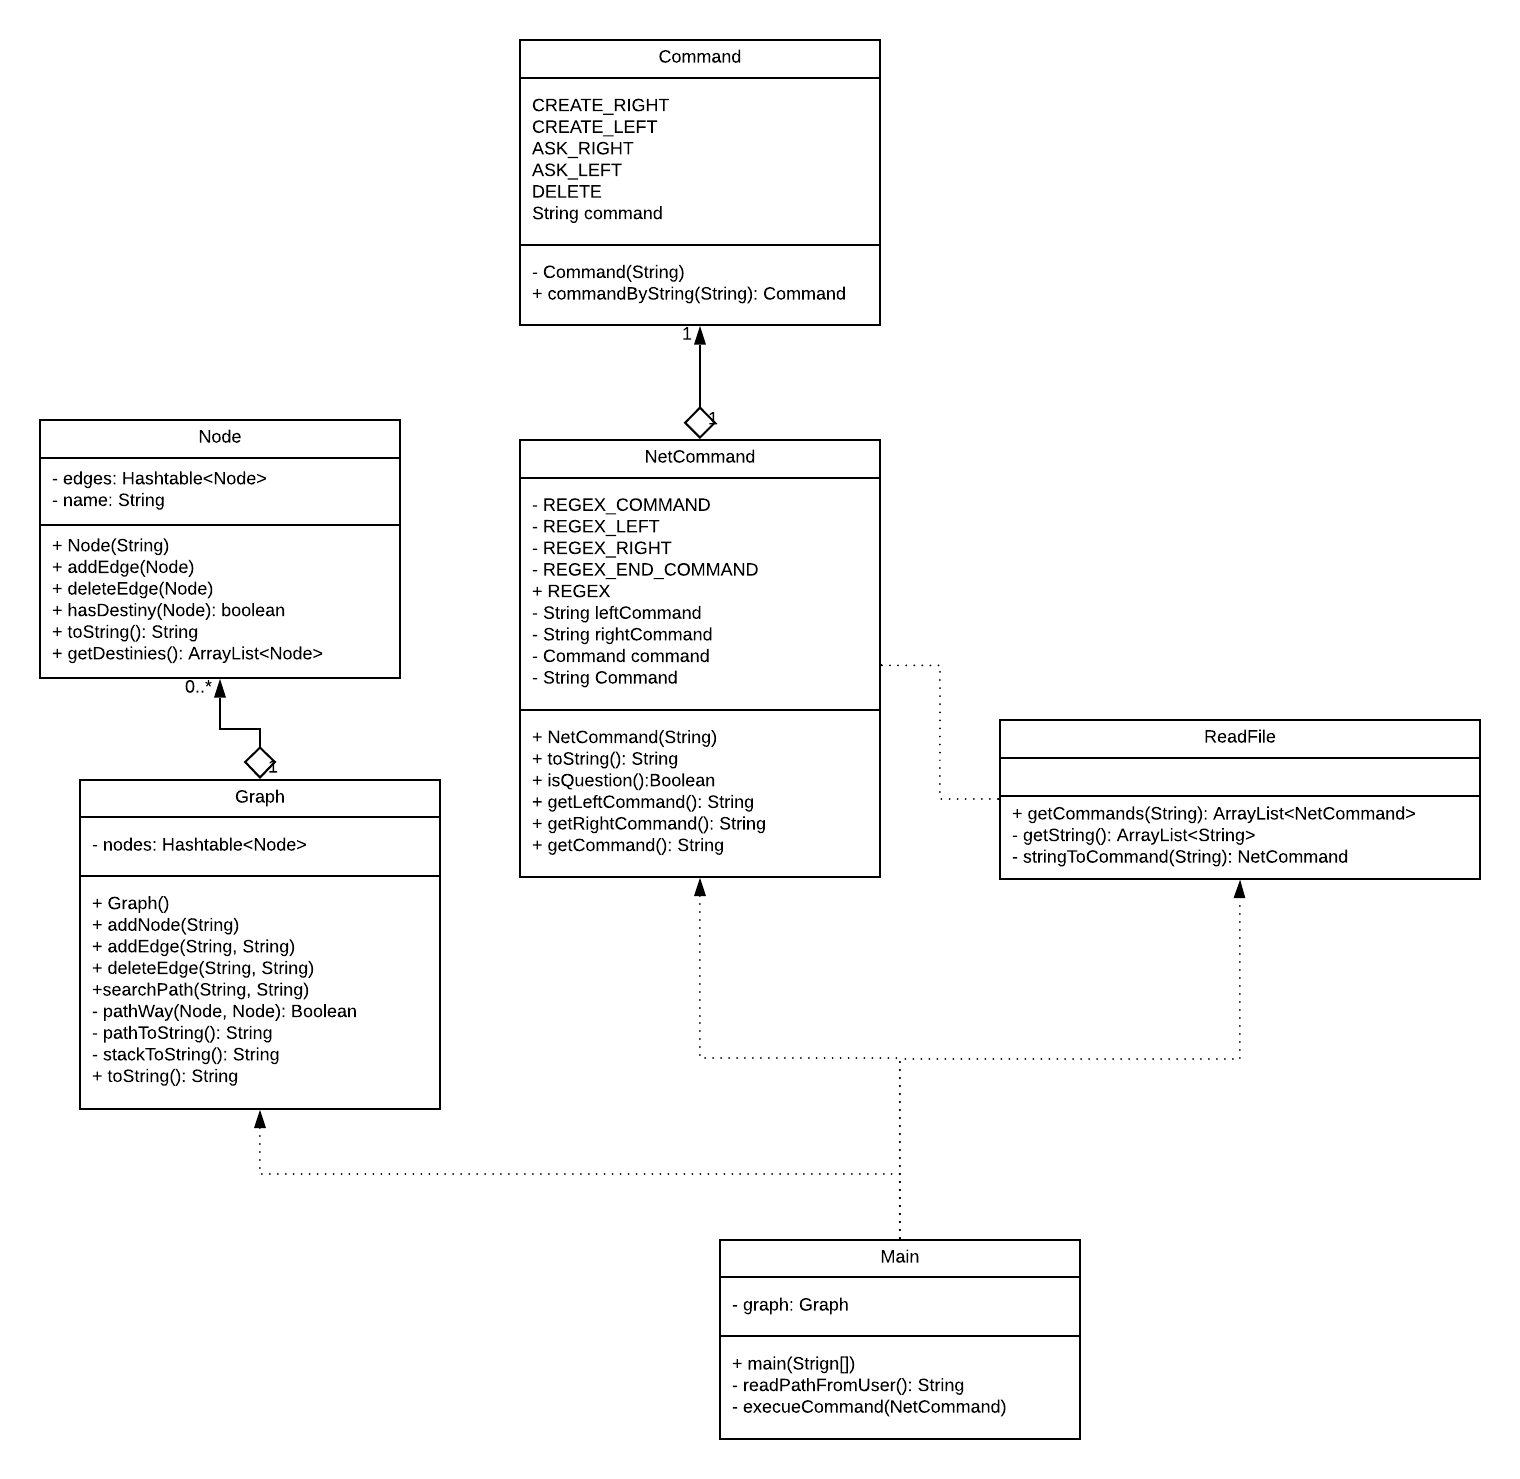 Command
CREATE_RIGHT
CREATE_LEFT
ASK_RIGHT
ASK_LEFT
DELETE
String command
- Command(String)
+ commandByString(String): Command
1
1
Node
- edges: Hashtable<Node>
- name: String
+ Node(String)
+ addEdge(Node)
+ deleteEdge(Node)
+ hasDestiny(Node): boolean
+ toString(): String
+ getDestinies(): ArrayList<Node>
0..*
1
NetCommand
- REGEX_COMMAND
- REGEX_LEFT
- REGEX_RIGHT
- REGEX_END_COMMAND
+ REGEX
- String leftCommand
- String rightCommand
- Command command
- String Command
+ NetCommand(String)
+ toString(): String
+ isQuestion():Boolean
+ getLeftCommand(): String
+ getRightCommand(): String
+ getCommand(): String
ReadFile
+ getCommands(String): ArrayList<NetCommand>
- getString(): ArrayList<String>
- stringToCommand(String): NetCommand
Graph
- nodes: Hashtable<Node>
+ Graph()
+ addNode(String)
+ addEdge(String, String)
+ deleteEdge(String, String)
+searchPath(String, String)
- pathWay(Node, Node): Boolean
- pathToString(): String
- stackToString(): String
+ toString(): String
Main
- graph: Graph
+ main(Strign[])
- readPathFromUser(): String
- execueCommand(NetCommand)